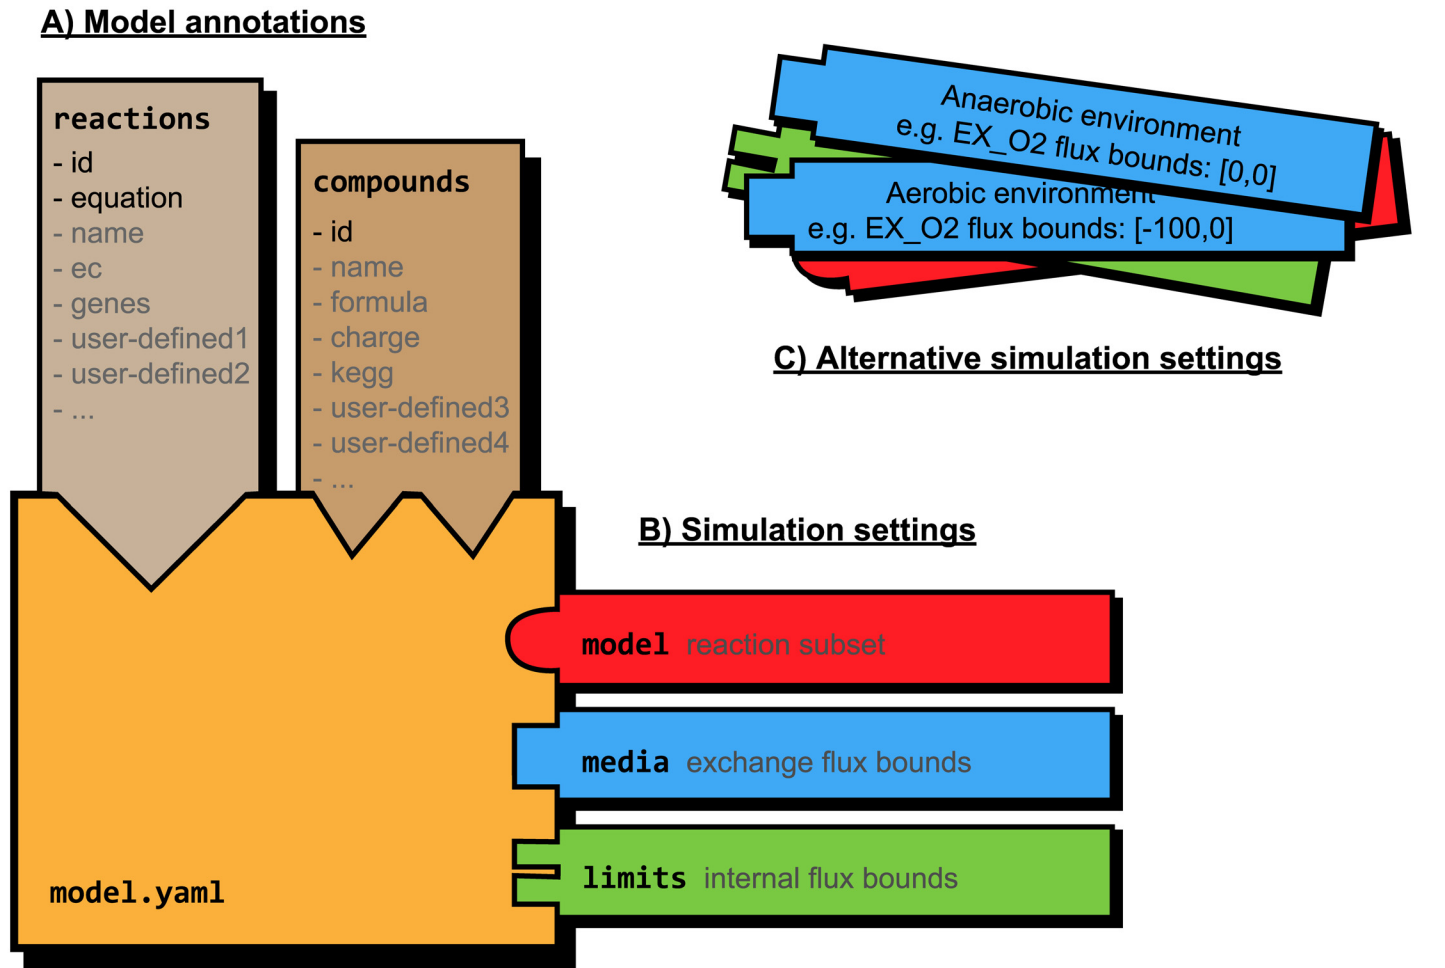 A) Model annotations
reactions
- id
- equation
- name
- ec
- genes
- user-defined1
- user-defined2
- ...
compounds
- id
- name
- formula
- charge
- kegg
- user-defined3
- user-defined4
- ...
model.yaml
Anaerobic environment
e.g. EX_O2 flux bounds: [0,0]
Aerobic environment
e.g. EX_O2 flux bounds: [-100,0]
C) Alternative simulation settings
B) Simulation settings
model reaction subset
media exchange flux bounds
limits internal flux bounds